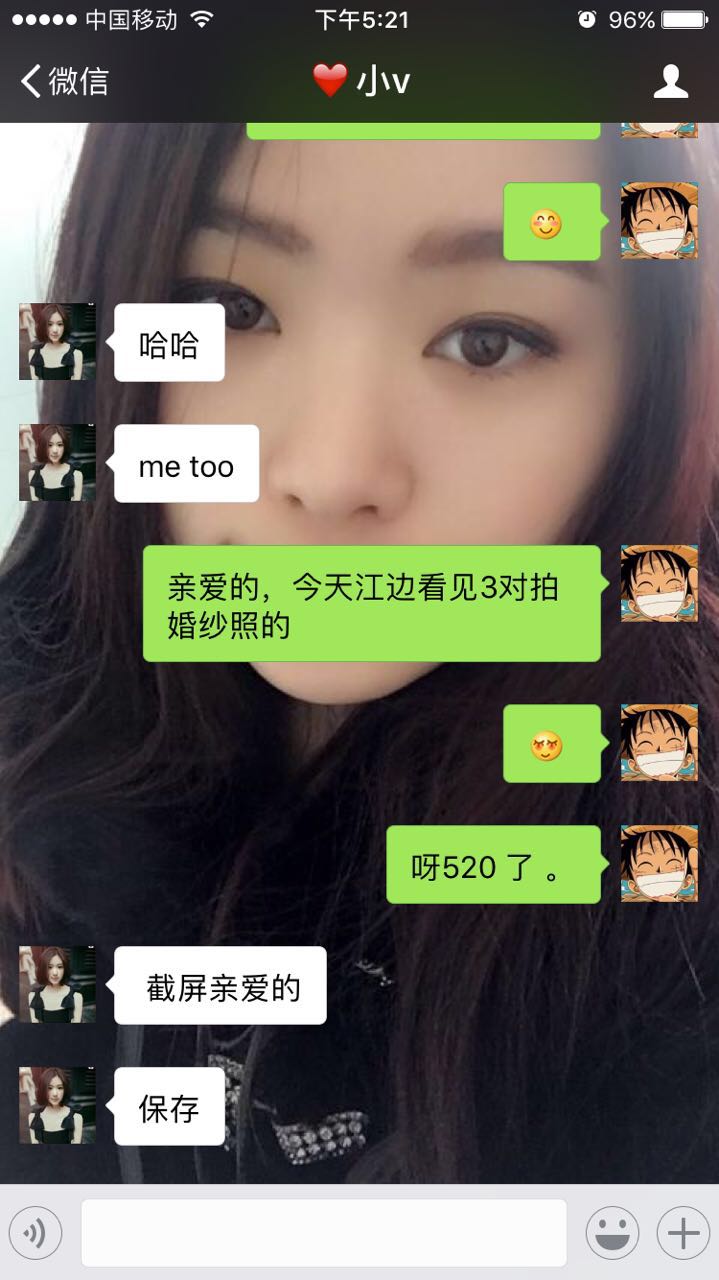 中国移动 下午5:21 96%
微信 ❤️小v
😊
哈哈
me too
亲爱的，今天江边看见3对拍
婚纱照的
😍
呀520 了 。
截屏亲爱的
保存